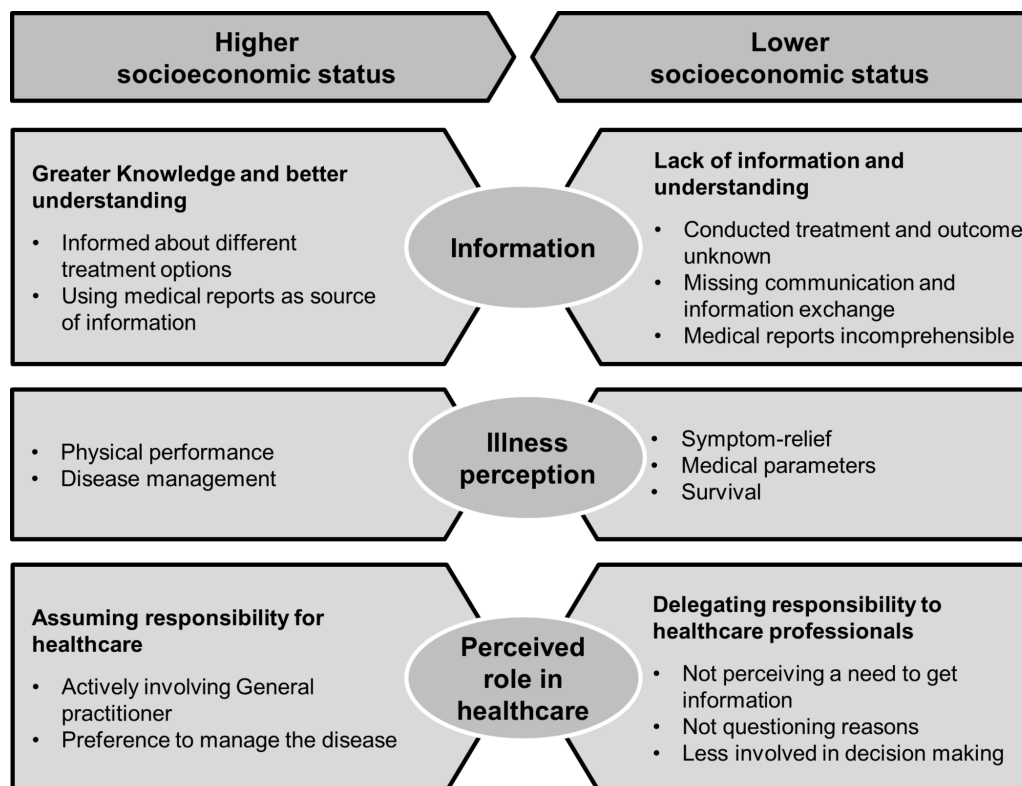 Higher
socioeconomic status
Lower
socioeconomic status
Greater Knowledge and better
understanding
• Informed about different
treatment options
• Using medical reports as source
of information
Information
Lack of information and
understanding
• Conducted treatment and outcome
unknown
• Missing communication and
information exchange
• Medical reports incomprehensible
• Physical performance
• Disease management
Illness
perception
• Symptom-relief
• Medical parameters
• Survival
Assuming responsibility for
healthcare
• Actively involving General
practitioner
• Preference to manage the disease
Perceived
role in
healthcare
Delegating responsibility to
healthcare professionals
• Not perceiving a need to get
information
• Not questioning reasons
• Less involved in decision making